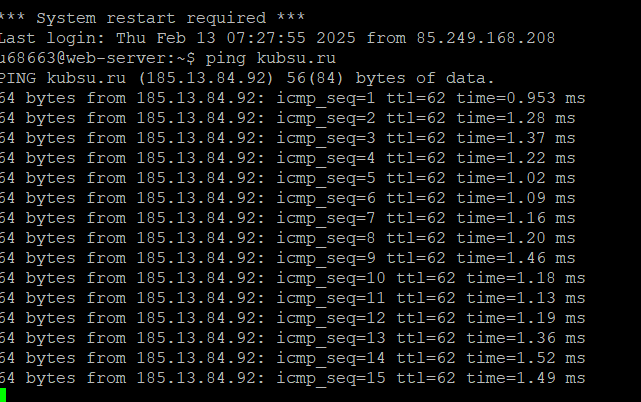 *** System restart required ***
Last login: Thu Feb 13 07:27:55 2025 from 85.249.168.208
u68663@web-server:~$ ping kubsu.ru
PING kubsu.ru (185.13.84.92) 56(84) bytes of data.
64 bytes from 185.13.84.92: icmp_seq=1 ttl=62 time=0.953 ms
64 bytes from 185.13.84.92: icmp_seq=2 ttl=62 time=1.28 ms
64 bytes from 185.13.84.92: icmp_seq=3 ttl=62 time=1.37 ms
64 bytes from 185.13.84.92: icmp_seq=4 ttl=62 time=1.22 ms
64 bytes from 185.13.84.92: icmp_seq=5 ttl=62 time=1.02 ms
64 bytes from 185.13.84.92: icmp_seq=6 ttl=62 time=1.09 ms
64 bytes from 185.13.84.92: icmp_seq=7 ttl=62 time=1.16 ms
64 bytes from 185.13.84.92: icmp_seq=8 ttl=62 time=1.20 ms
64 bytes from 185.13.84.92: icmp_seq=9 ttl=62 time=1.46 ms
64 bytes from 185.13.84.92: icmp_seq=10 ttl=62 time=1.18 ms
64 bytes from 185.13.84.92: icmp_seq=11 ttl=62 time=1.13 ms
64 bytes from 185.13.84.92: icmp_seq=12 ttl=62 time=1.19 ms
64 bytes from 185.13.84.92: icmp_seq=13 ttl=62 time=1.36 ms
64 bytes from 185.13.84.92: icmp_seq=14 ttl=62 time=1.52 ms
64 bytes from 185.13.84.92: icmp_seq=15 ttl=62 time=1.49 ms